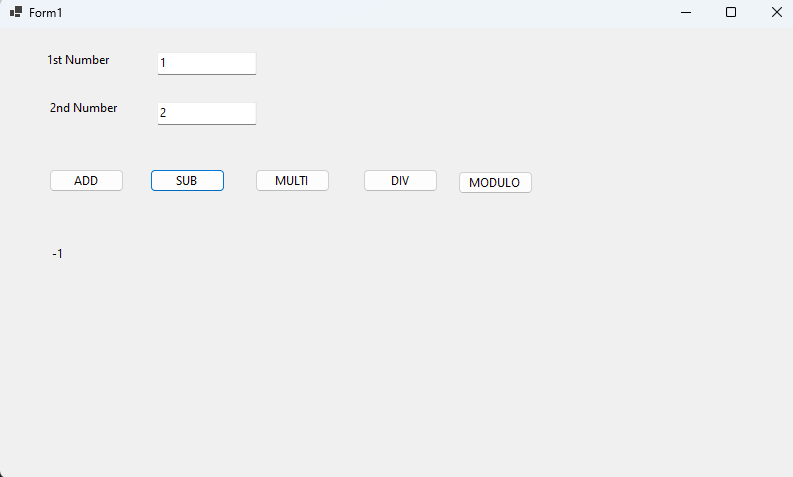 Form1
1st Number 1
2nd Number 2
ADD SUB MULTI DIV MODULO
-1